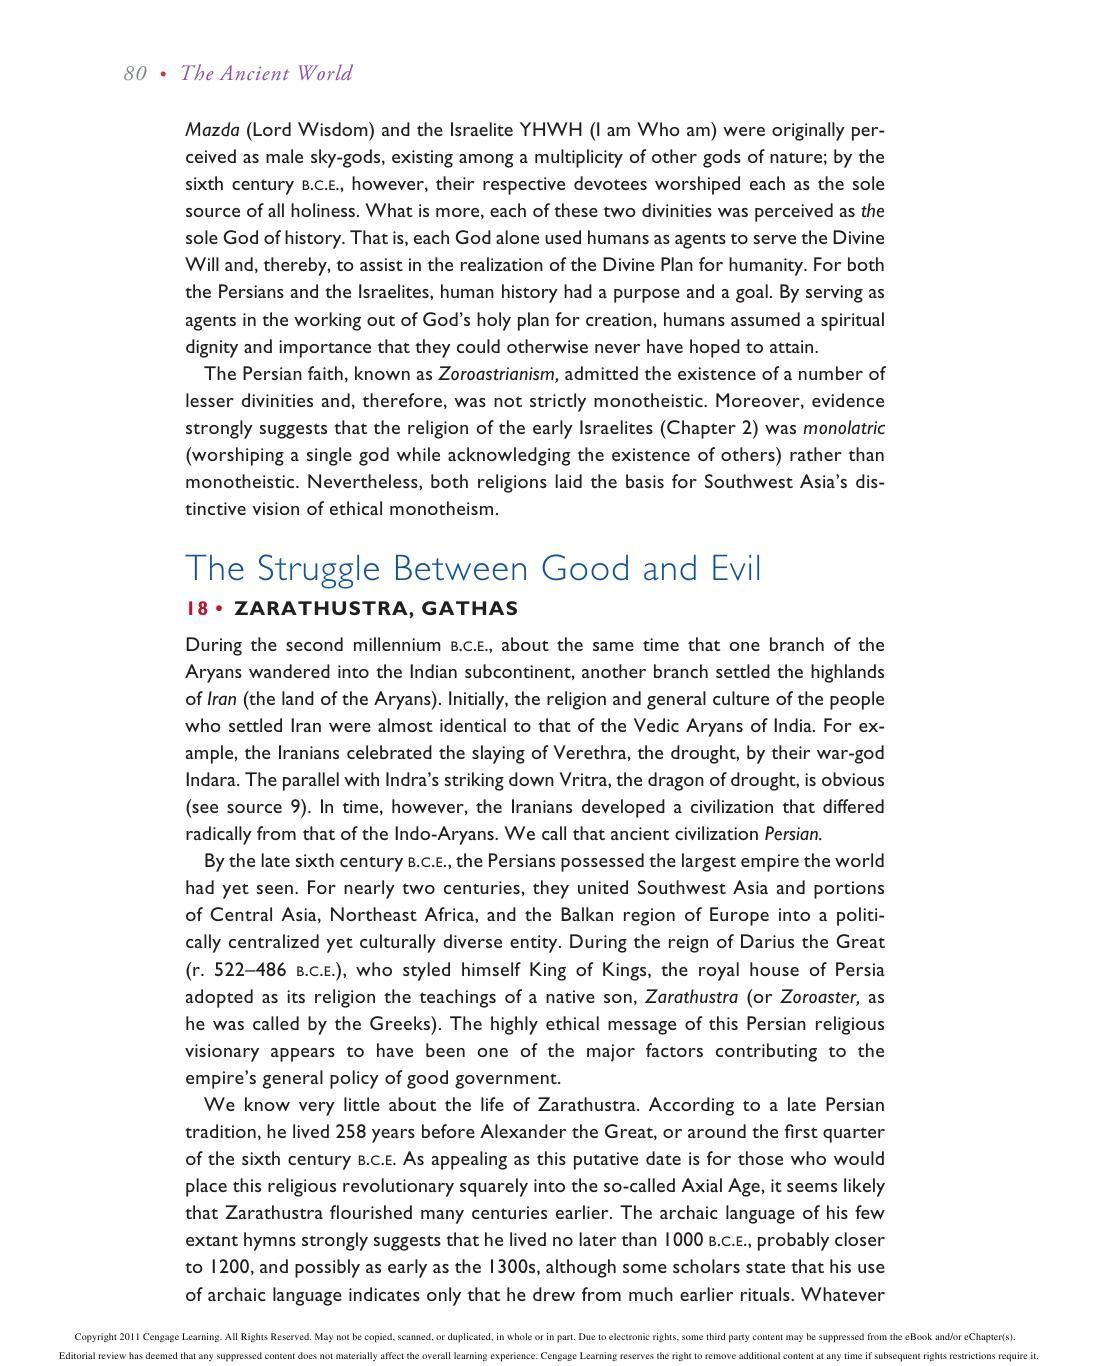 80 • The Ancient World
Mazda (Lord Wisdom) and the Israelite YHWH (I am Who am) were originally per-
ceived as male sky-gods, existing among a multiplicity of other gods of nature; by the
sixth century B.C.E., however, their respective devotees worshiped each as the sole
source of all holiness. What is more, each of these two divinities was perceived as the
sole God of history. That is, each God alone used humans as agents to serve the Divine
Will and, thereby, to assist in the realization of the Divine Plan for humanity. For both
the Persians and the Israelites, human history had a purpose and a goal. By serving as
agents in the working out of God's holy plan for creation, humans assumed a spiritual
dignity and importance that they could otherwise never have hoped to attain.
The Persian faith, known as Zoroastrianism, admitted the existence of a number of
lesser divinities and, therefore, was not strictly monotheistic. Moreover, evidence
strongly suggests that the religion of the early Israelites (Chapter 2) was monolatric
(worshiping a single god while acknowledging the existence of others) rather than
monotheistic. Nevertheless, both religions laid the basis for Southwest Asia's dis-
tinctive vision of ethical monotheism.
The Struggle Between Good and Evil
18 • ZARATHUSTRA, GATHAS
During the second millennium B.C.E., about the same time that one branch of the
Aryans wandered into the Indian subcontinent, another branch settled the highlands
of Iran (the land of the Aryans). Initially, the religion and general culture of the people
who settled Iran were almost identical to that of the Vedic Aryans of India. For ex-
ample, the Iranians celebrated the slaying of Verethra, the drought, by their war-god
Indara. The parallel with Indra's striking down Vritra, the dragon of drought, is obvious
(see source 9). In time, however, the Iranians developed a civilization that differed
radically from that of the Indo-Aryans. We call that ancient civilization Persian.
By the late sixth century B.C.E., the Persians possessed the largest empire the world
had yet seen. For nearly two centuries, they united Southwest Asia and portions
of Central Asia, Northeast Africa, and the Balkan region of Europe into a politi-
cally centralized yet culturally diverse entity. During the reign of Darius the Great
(r. 522–486 B.C.E.), who styled himself King of Kings, the royal house of Persia
adopted as its religion the teachings of a native son, Zarathustra (or Zoroaster, as
he was called by the Greeks). The highly ethical message of this Persian religious
visionary appears to have been one of the major factors contributing to the
empire's general policy of good government.
We know very little about the life of Zarathustra. According to a late Persian
tradition, he lived 258 years before Alexander the Great, or around the first quarter
of the sixth century B.C.E. As appealing as this putative date is for those who would
place this religious revolutionary squarely into the so-called Axial Age, it seems likely
that Zarathustra flourished many centuries earlier. The archaic language of his few
extant hymns strongly suggests that he lived no later than 1000 B.C.E., probably closer
to 1200, and possibly as early as the 1300s, although some scholars state that his use
of archaic language indicates only that he drew from much earlier rituals. Whatever
Copyright 2011 Cengage Learning. All Rights Reserved. May not be copied, scanned, or duplicated, in whole or in part. Due to electronic rights, some third party content may be suppressed from the eBook and/or eChapter(s).
Editorial review has deemed that any suppressed content does not materially affect the overall learning experience. Cengage Learning reserves the right to remove additional content at any time if subsequent rights restrictions require it.